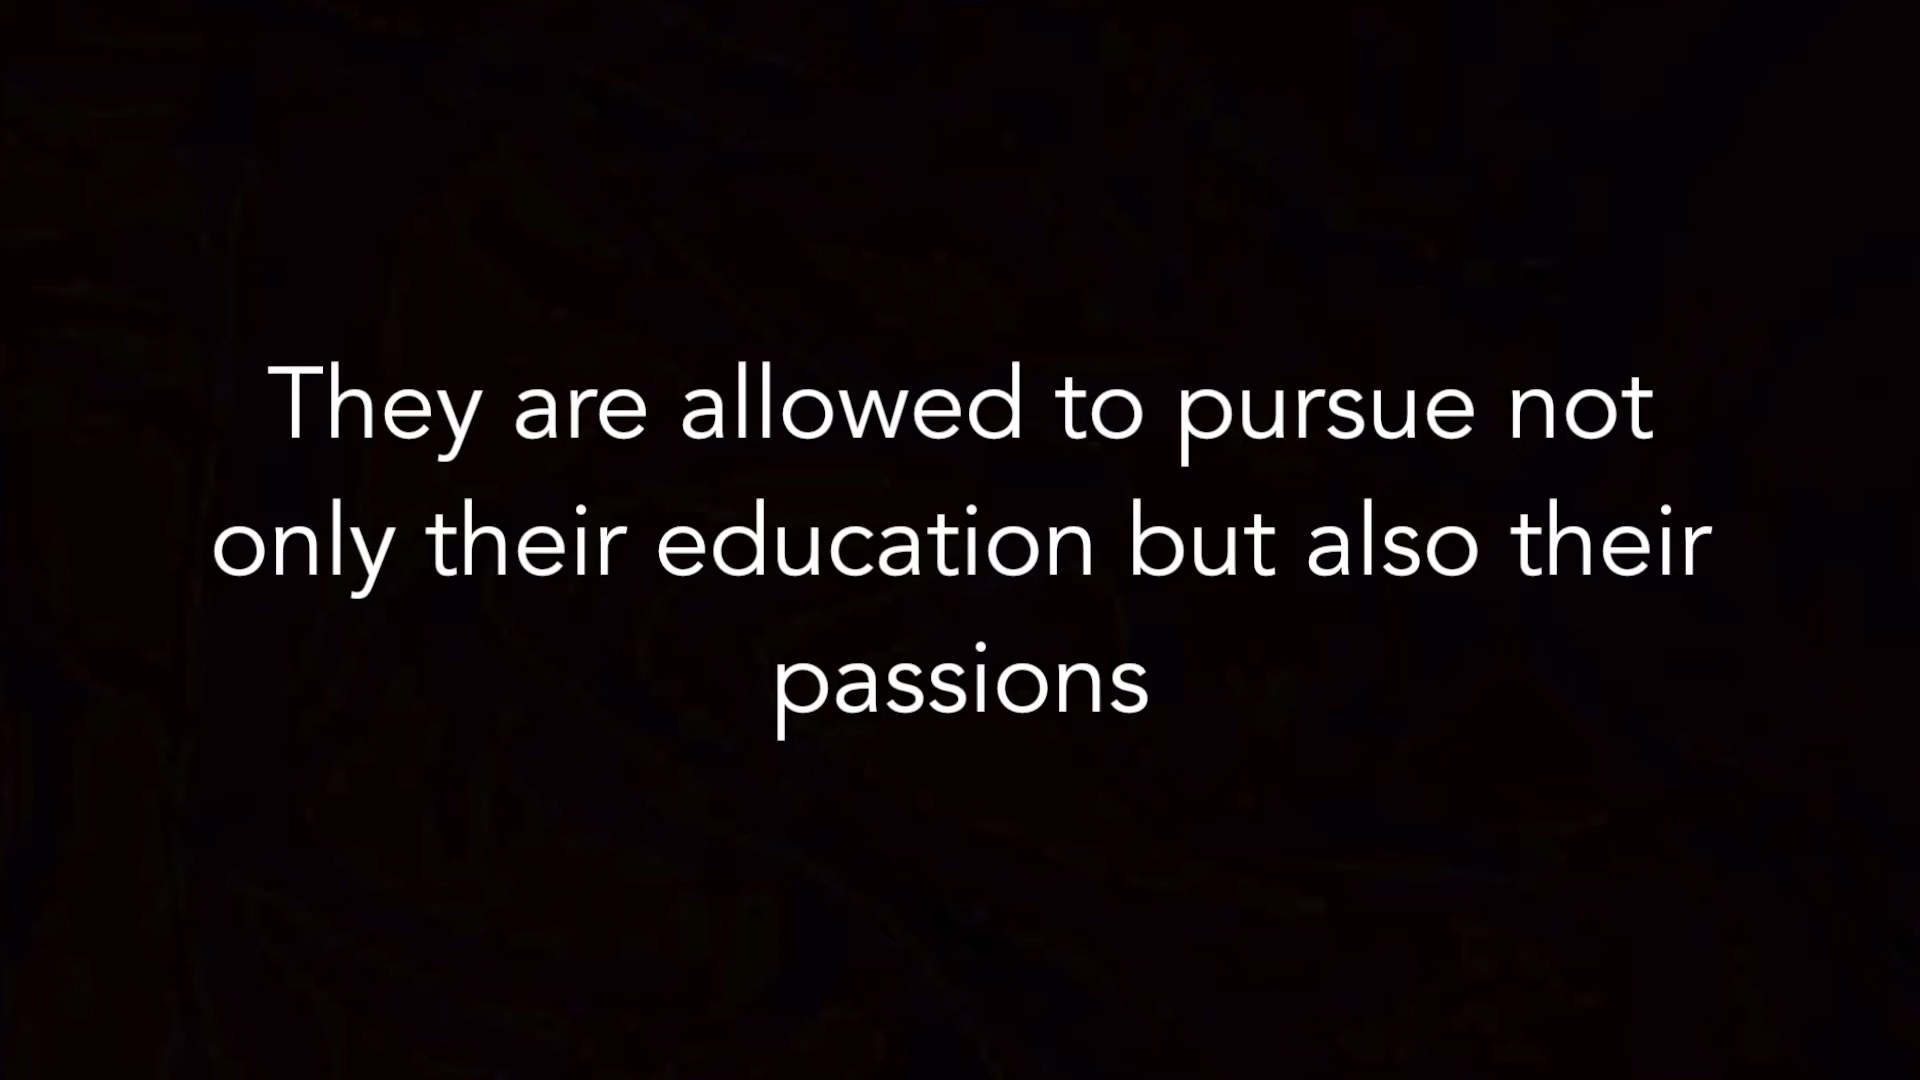 They are allowed to pursue not
only their education but also their
passions